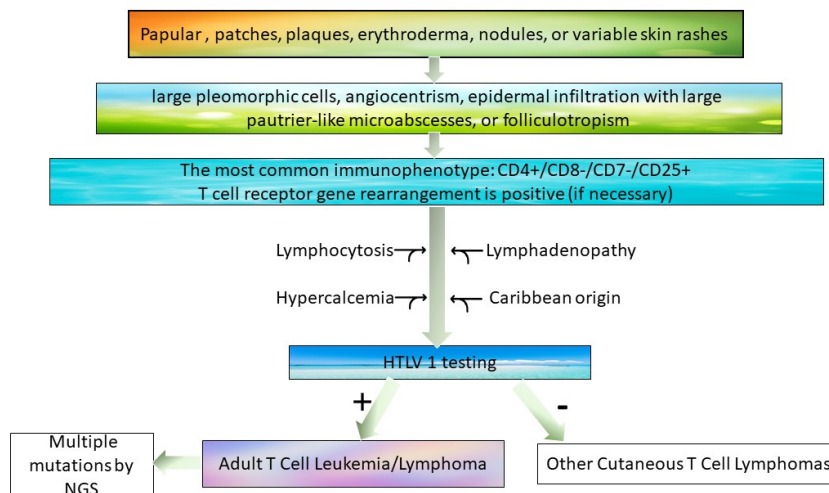 Papular , patches, plaques, erythroderma, nodules, or variable skin rashes
large pleomorphic cells, angiocentrism, epidermal infiltration with large
pautrier-like microabscesses, or folliculotropism
The most common immunophenotype: CD4+/CD8-/CD7-/CD25+
T cell receptor gene rearrangement is positive (if necessary)
Lymphocytosis
Lymphadenopathy
Hypercalcemia
Caribbean origin
HTLV 1 testing
+
-
Multiple
mutations by
NGS
Adult T Cell Leukemia/Lymphoma
Other Cutaneous T Cell Lymphomas